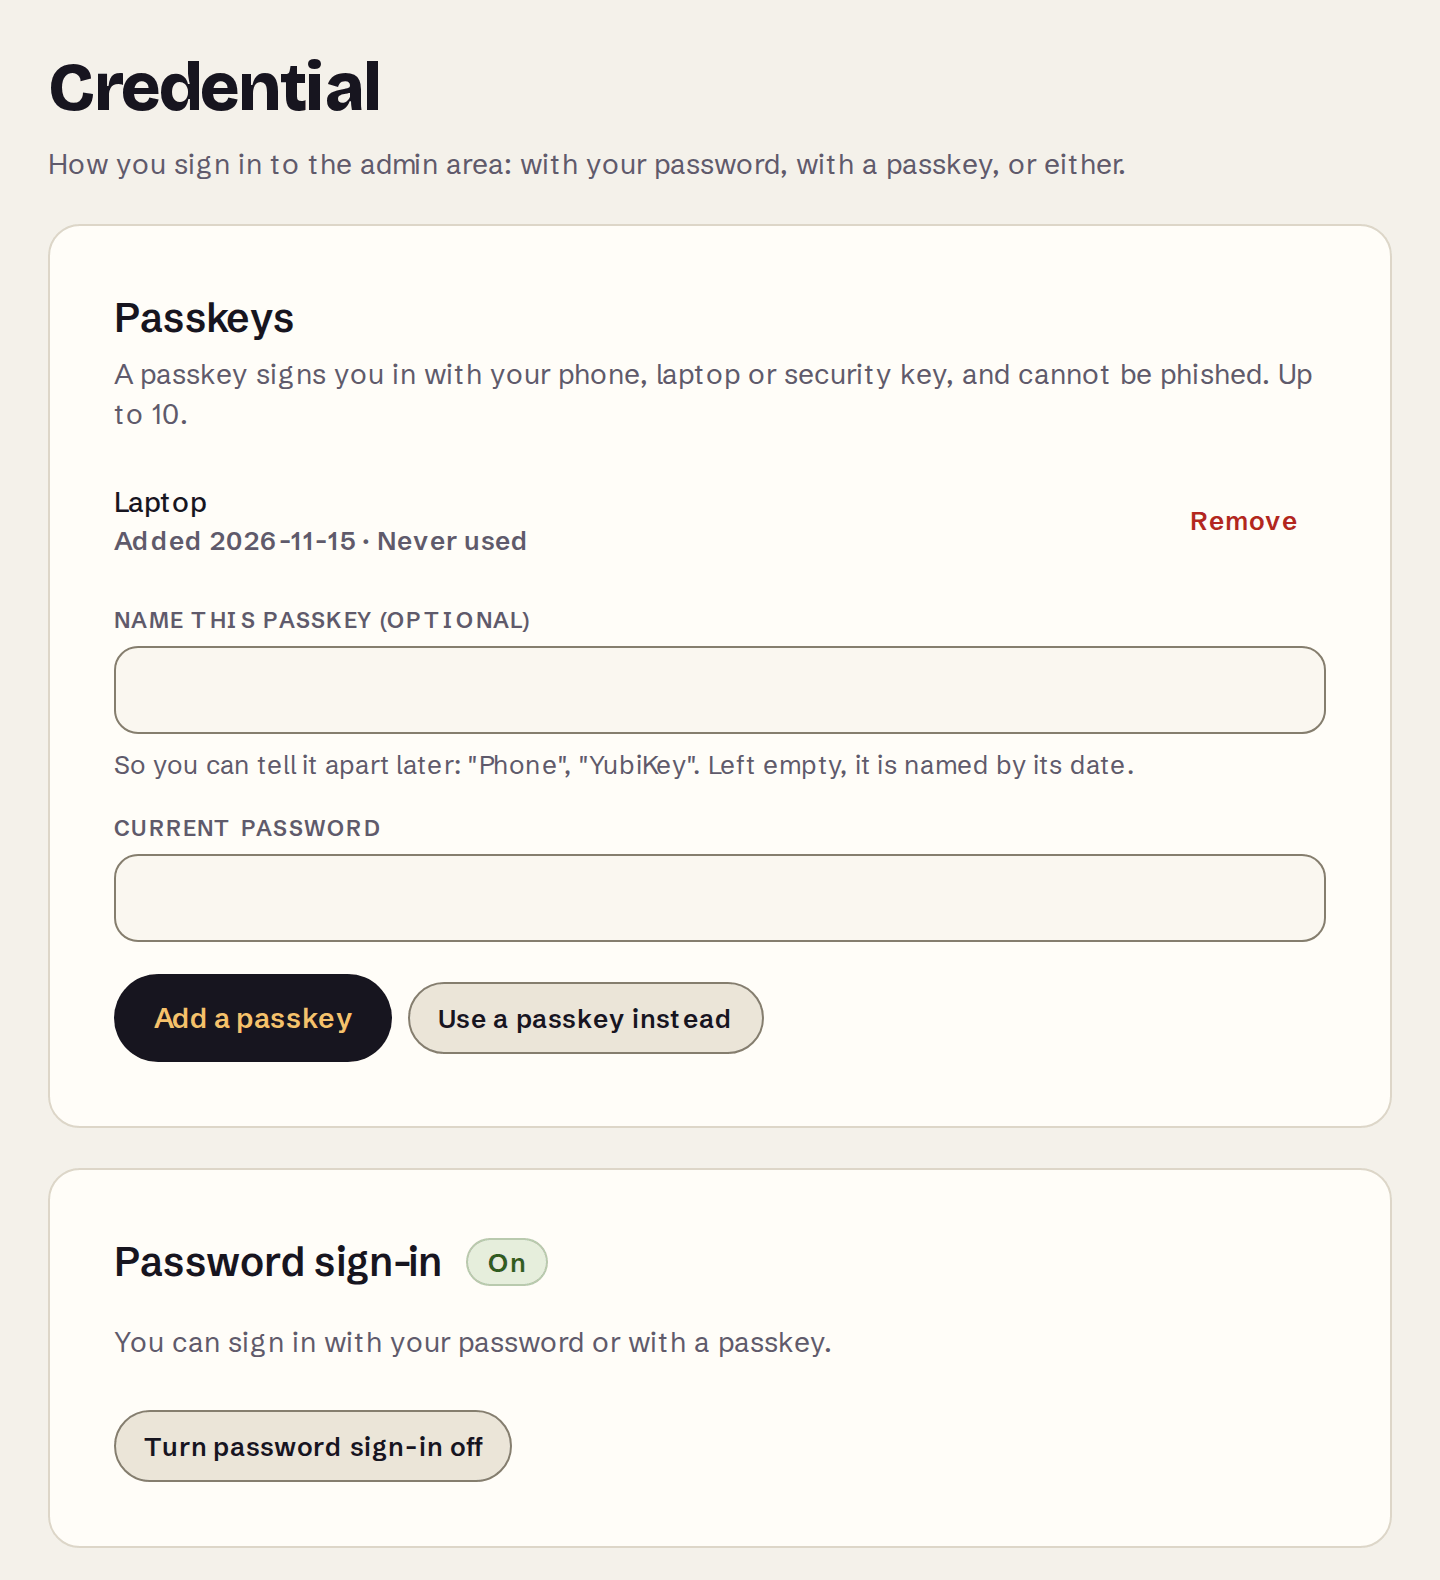 Credential
How you sign in to the admin area: with your password, with a passkey, or either.
Passkeys
A passkey signs you in with your phone, laptop or security key, and cannot be phished. Up
to 10.
Laptop
Added 2026-11-15 · Never used
Remove
NAME THIS PASSKEY (OPTIONAL)
So you can tell it apart later: "Phone", "YubiKey". Left empty, it is named by its date.
CURRENT PASSWORD
Add a passkey
Use a passkey instead
Password sign-in
On
You can sign in with your password or with a passkey.
Turn password sign-in off